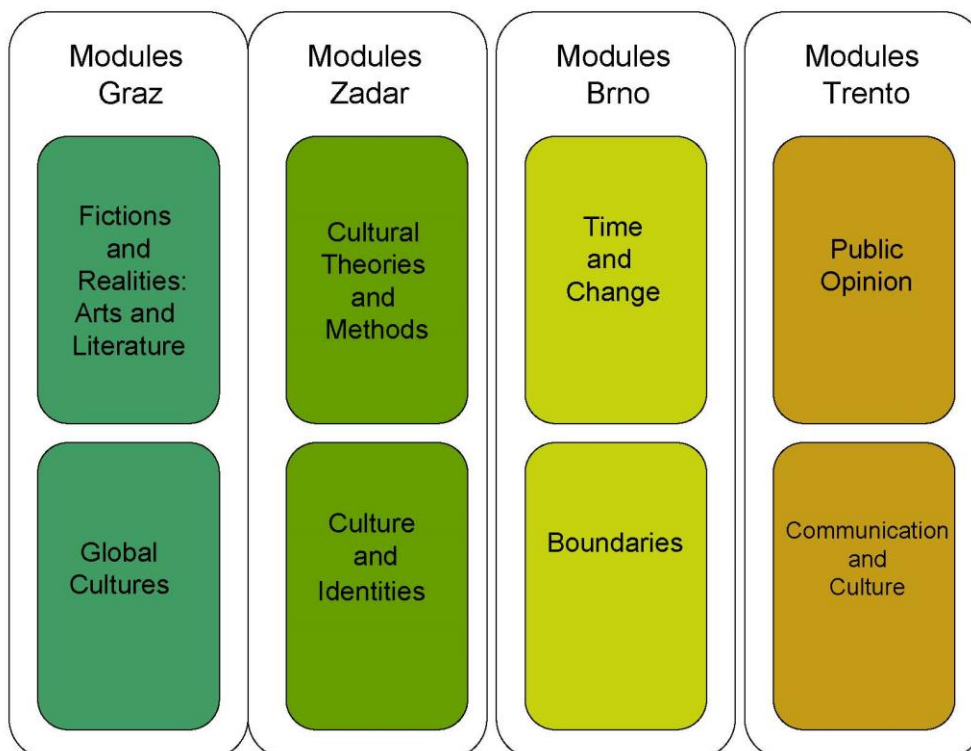 Modules
Graz
Fictions
and
Realities:
Arts and
Literature
Global
Cultures
Modules
Zadar
Cultural
Theories
and
Methods
Culture
and
Identities
Modules
Brno
Time
and
Change
Boundaries
Modules
Trento
Public
Opinion
Communication
and
Culture